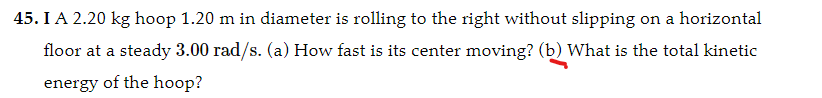 45. I A 2.20 kg hoop 1.20 m in diameter is rolling to the right without slipping on a horizontal
floor at a steady 3.00 rad/s. (a) How fast is its center moving? (b) What is the total kinetic
energy of the hoop?